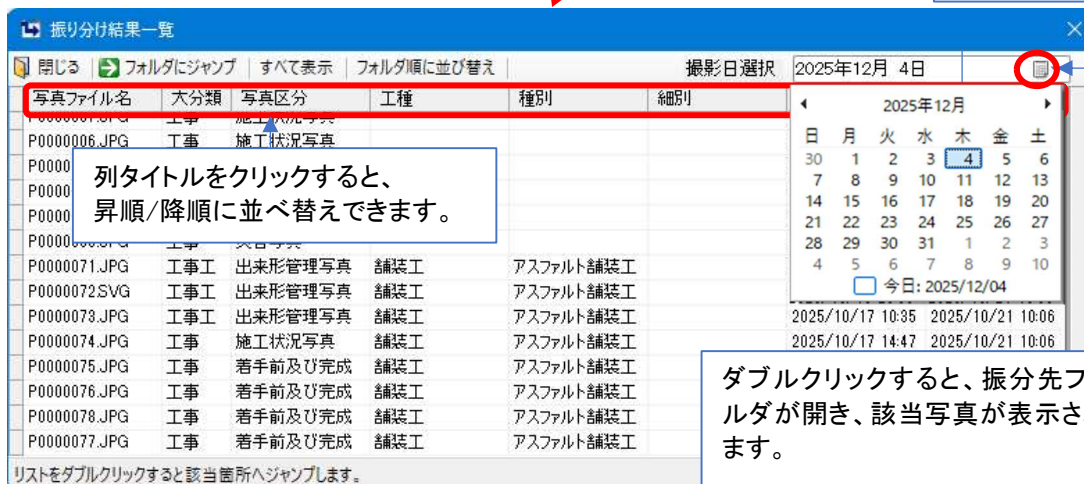 振り分け結果一覧
閉じる フォルダにジャンプ すべて表示 フォルダ順に並び替え 撮影日選択 2025年12月 4日
写真ファイル名 大分類 写真区分 工種 種別 細別
P0000006.JPG 工事 施工状況写真
P0000
P0000
P0000
列タイトルをクリックすると、
昇順/降順に並べ替えできます。
P0000071.JPG 工事工 出来形管理写真 舗装工 アスファルト舗装工
P0000072.SVG 工事工 出来形管理写真 舗装工 アスファルト舗装工
P0000073.JPG 工事工 出来形管理写真 舗装工 アスファルト舗装工 2025/10/17 10:35 2025/10/21 10:06
P0000074.JPG 工事 施工状況写真 舗装工 アスファルト舗装工 2025/10/17 14:47 2025/10/21 10:06
P0000075.JPG 工事 着手前及び完成 舗装工 アスファルト舗装工
P0000076.JPG 工事 着手前及び完成 舗装工 アスファルト舗装工
P0000078.JPG 工事 着手前及び完成 舗装工 アスファルト舗装工
P0000077.JPG 工事 着手前及び完成 舗装工 アスファルト舗装工
リストをダブルクリックすると該当箇所へジャンプします。
2025年12月
日 月 火 水 木 金 土
30 1 2 3 4 5 6
7 8 9 10 11 12 13
14 15 16 17 18 19 20
21 22 23 24 25 26 27
28 29 30 31 1 2 3
4 5 6 7 8 9 10
今日: 2025/12/04
ダブルクリックすると、振分先フ
ルダが開き、該当写真が表示さ
ます。